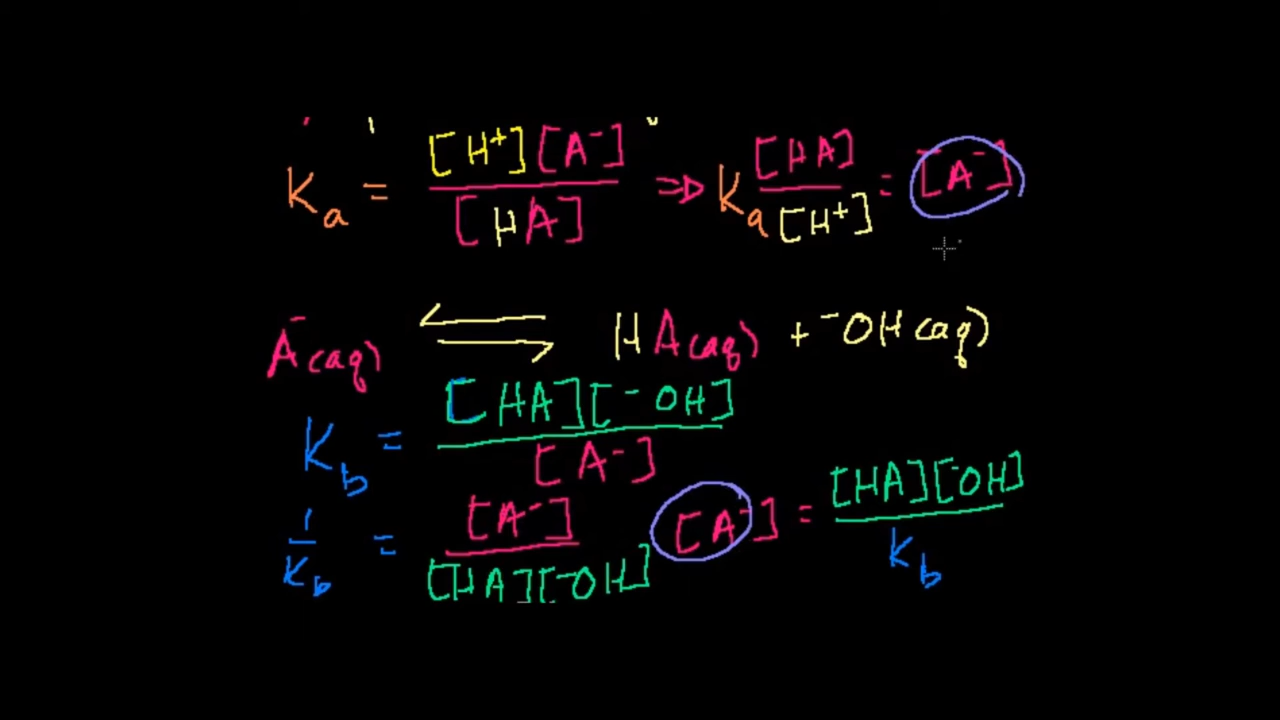 Ka = [H+][A-] / [HA] ⇒ Ka [HA] / [H+] = [A-]
A-(aq) ⇌ HA(aq) + -OH(aq)
Kb = [HA][-OH] / [A-]
1 / Kb = [A-] / [HA][-OH] [A-] = [HA][-OH] / Kb